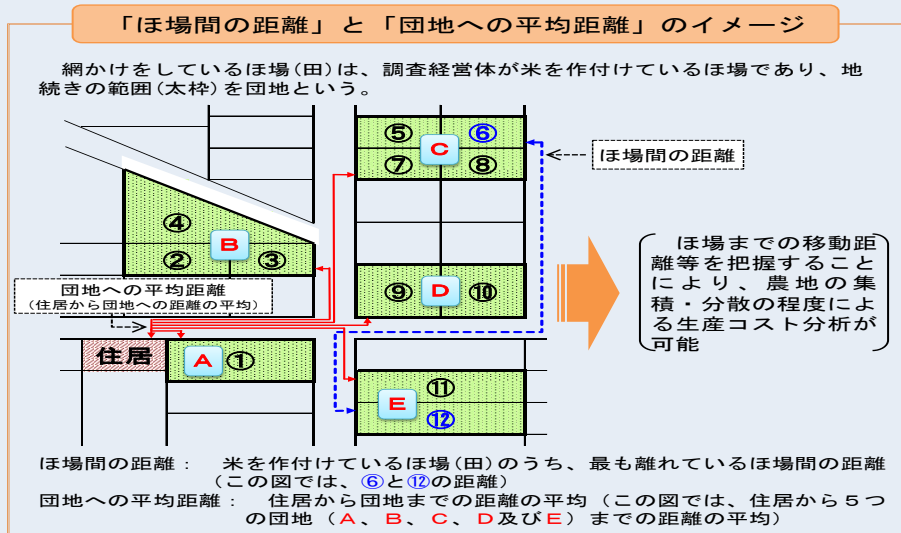 「ほ場間の距離」と「団地への平均距離」のイメージ
網かけをしているほ場(田)は、調査経営体が米を作付けているほ場であり、地
続きの範囲(太枠)を団地という。
⑤
⑥
C
⑦
⑧
ほ場間の距離
④
B
②
③
団地への平均距離
(住居から団地への距離の平均)
⑨
D
⑩
ほ場までの移動距
離等を把握すること
により、農地の集
積・分散の程度によ
る生産コスト分析が
可能
住居
A
①
⑪
E
⑫
ほ場間の距離: 米を作付けているほ場(田)のうち、最も離れているほ場間の距離
(この図では、⑥と⑫の距離)
団地への平均距離: 住居から団地までの距離の平均(この図では、住居から5つ
の団地(A、B、C、D及びE)までの距離の平均)